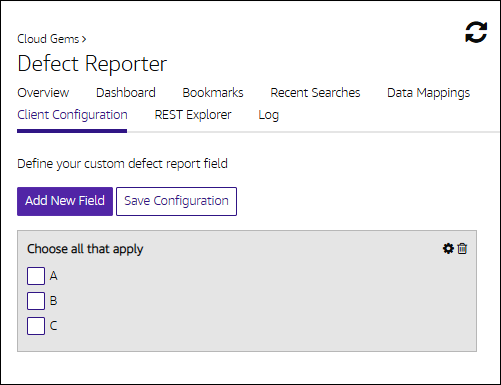 Cloud Gems >
Defect Reporter
Overview Dashboard Bookmarks Recent Searches Data Mappings
Client Configuration REST Explorer Log
Define your custom defect report field
Add New Field Save Configuration
Choose all that apply
A
B
C